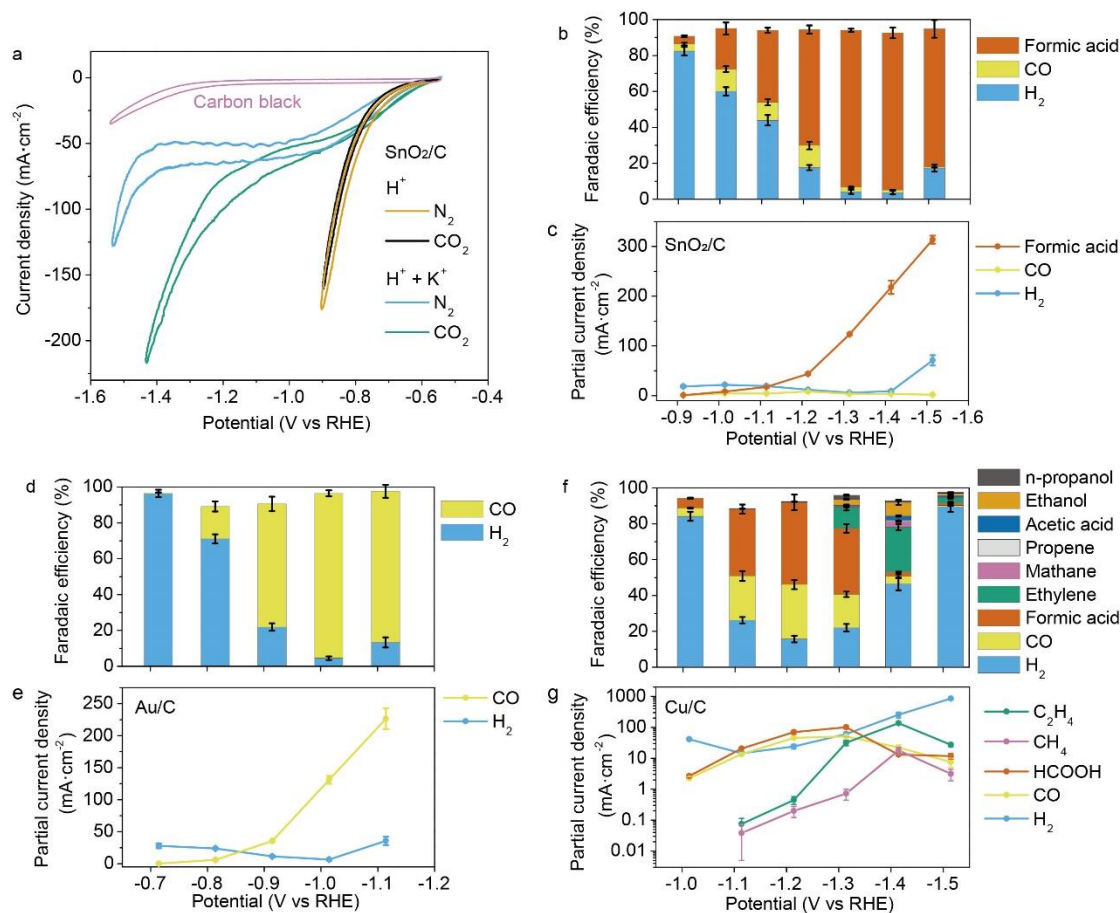 a
0
-50
-100
-150
-200
Current density (mA·cm⁻²)
Carbon black
SnO₂/C
H⁺
N₂
CO₂
H⁺ + K⁺
N₂
CO₂
-1.6 -1.4 -1.2 -1.0 -0.8 -0.6 -0.4
Potential (V vs RHE)
b
100
80
60
40
20
0
Faradaic efficiency (%)
Formic acid
CO
H₂
c
SnO₂/C
300
200
100
0
Partial current density
(mA·cm⁻²)
Formic acid
CO
H₂
-0.9 -1.0 -1.1 -1.2 -1.3 -1.4 -1.5 -1.6
Potential (V vs RHE)
d
100
80
60
40
20
0
Faradaic efficiency (%)
CO
H₂
e
Au/C
250
200
150
100
50
0
Partial current density
(mA·cm⁻²)
CO
H₂
-0.7 -0.8 -0.9 -1.0 -1.1 -1.2
Potential (V vs RHE)
f
100
80
60
40
20
0
Faradaic efficiency (%)
n-propanol
Ethanol
Acetic acid
Propene
Mathane
Ethylene
Formic acid
CO
H₂
g
Cu/C
1000
100
10
1
0.1
0.01
Partial current density
(mA·cm⁻²)
C₂H₄
CH₄
HCOOH
CO
H₂
-1.0 -1.1 -1.2 -1.3 -1.4 -1.5
Potential (V vs RHE)